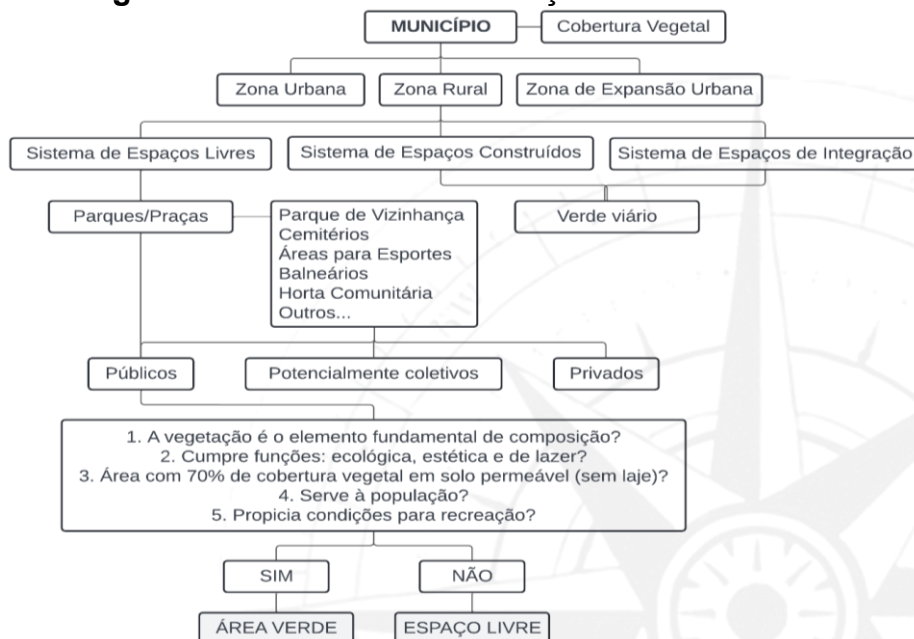 MUNICÍPIO
Cobertura Vegetal
Zona Urbana
Zona Rural
Zona de Expansão Urbana
Sistema de Espaços Livres
Sistema de Espaços Construídos
Sistema de Espaços de Integração
Parques/Praças
Parque de Vizinhança
Cemitérios
Áreas para Esportes
Balneários
Horta Comunitária
Outros...
Verde viário
Públicos
Potencialmente coletivos
Privados
1. A vegetação é o elemento fundamental de composição?
2. Cumpre funções: ecológica, estética e de lazer?
3. Área com 70% de cobertura vegetal em solo permeável (sem laje)?
4. Serve à população?
5. Propicia condições para recreação?
SIM
NÃO
ÁREA VERDE
ESPAÇO LIVRE